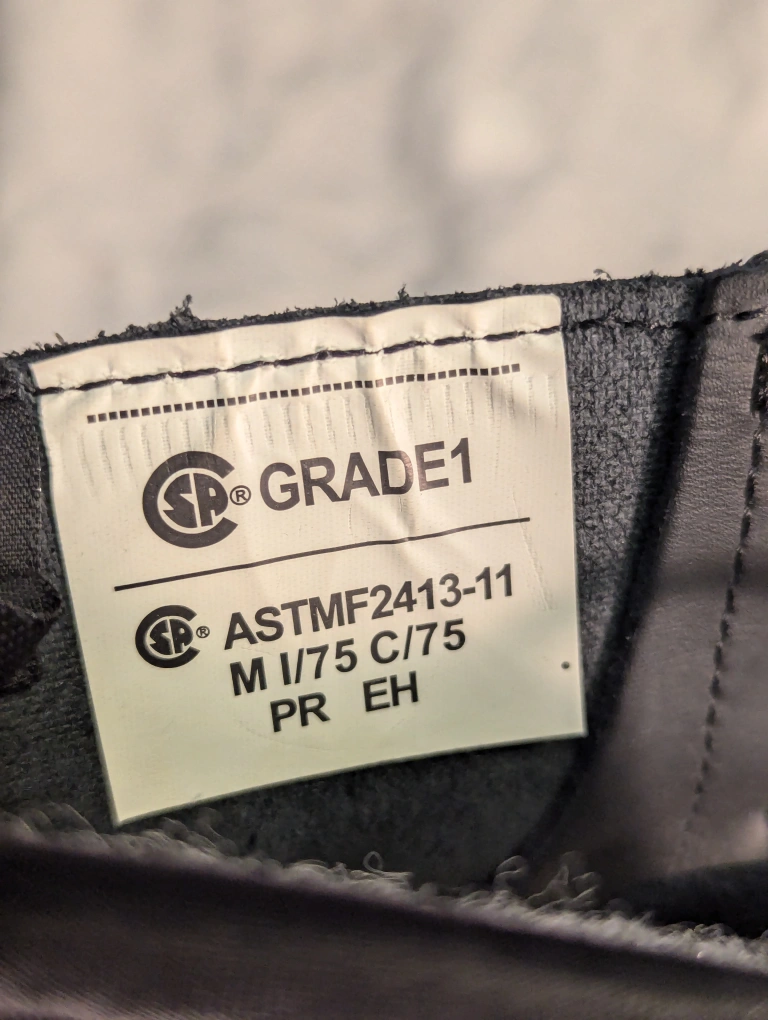 CSA® GRADE1
CSA® ASTMF2413-11
M I/75 C/75
PR EH